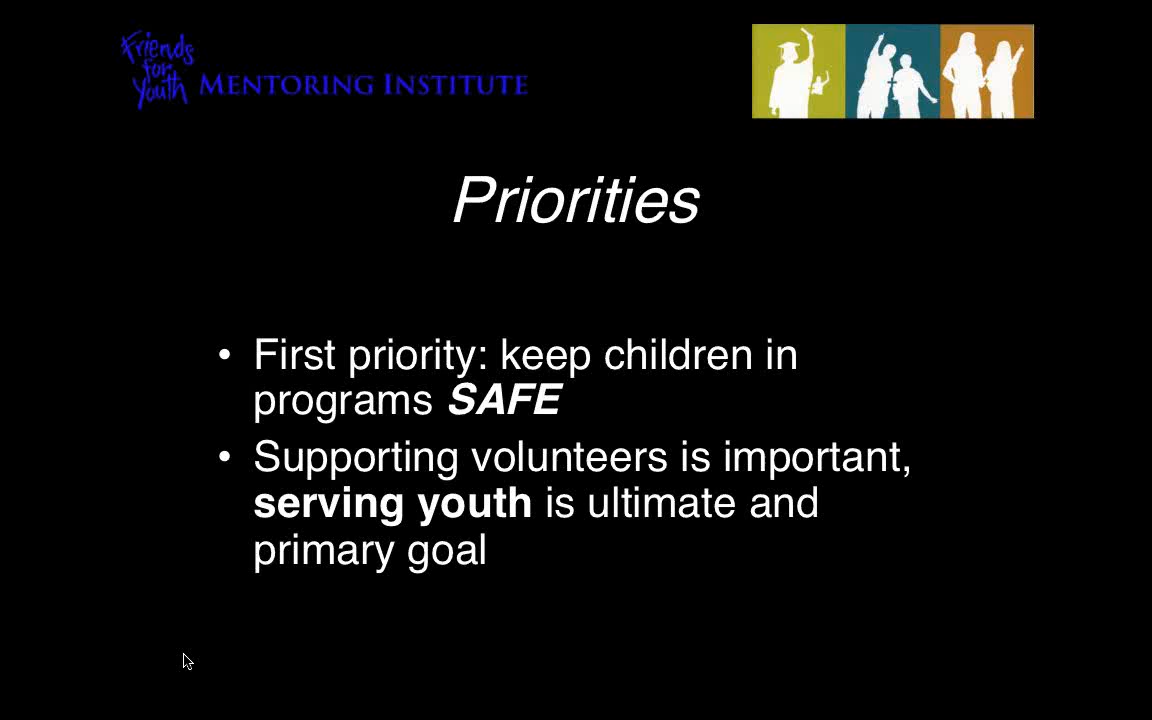 Friends
for
Youth MENTORING INSTITUTE
Priorities
• First priority: keep children in
programs SAFE
• Supporting volunteers is important,
serving youth is ultimate and
primary goal